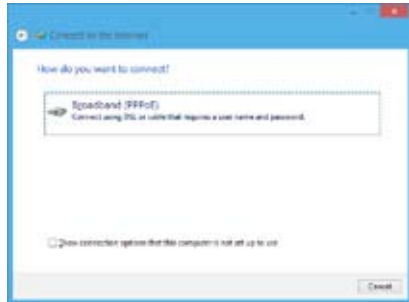 Connect to the Internet
How do you want to connect?
Broadband (PPPoE)
Connect using DSL or cable that requires a user name and password.
Show connection options that this computer is not set up to use
Cancel